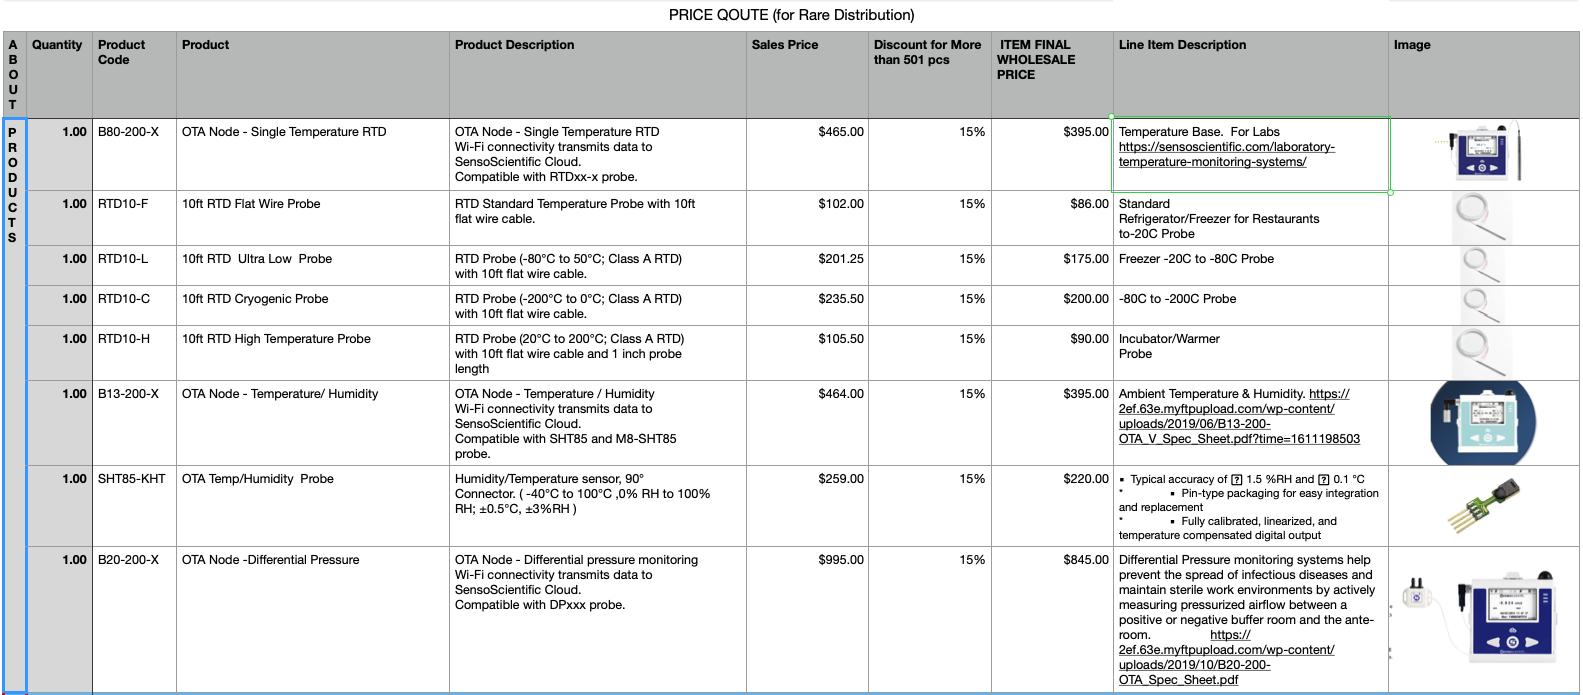 PRICE QOUTE (for Rare Distribution)
ABOUT
Quantity
Product
Code
Product
Product Description
Sales Price
Discount for More
than 501 pcs
ITEM FINAL
WHOLESALE
PRICE
Line Item Description
Image
PRODUCTS
1.00
B80-200-X
OTA Node - Single Temperature RTD
OTA Node - Single Temperature RTD
Wi-Fi connectivity transmits data to
SensoScientific Cloud.
Compatible with RTDxx-x probe.
$465.00
15%
$395.00
Temperature Base.  For Labs
https://sensoscientific.com/laboratory-
temperature-monitoring-systems/
1.00
RTD10-F
10ft RTD Flat Wire Probe
RTD Standard Temperature Probe with 10ft
flat wire cable.
$102.00
15%
$86.00
Standard
Refrigerator/Freezer for Restaurants
to-20C Probe
1.00
RTD10-L
10ft RTD  Ultra Low  Probe
RTD Probe (-80°C to 50°C; Class A RTD)
with 10ft flat wire cable.
$201.25
15%
$175.00
Freezer -20C to -80C Probe
1.00
RTD10-C
10ft RTD Cryogenic Probe
RTD Probe (-200°C to 0°C; Class A RTD)
with 10ft flat wire cable.
$235.50
15%
$200.00
-80C to -200C Probe
1.00
RTD10-H
10ft RTD High Temperature Probe
RTD Probe (20°C to 200°C; Class A RTD)
with 10ft flat wire cable and 1 inch probe
length
$105.50
15%
$90.00
Incubator/Warmer
Probe
1.00
B13-200-X
OTA Node - Temperature/ Humidity
OTA Node - Temperature / Humidity
Wi-Fi connectivity transmits data to
SensoScientific Cloud.
Compatible with SHT85 and M8-SHT85
probe.
$464.00
15%
$395.00
Ambient Temperature & Humidity. https://
2ef.63e.myftpupload.com/wp-content/
uploads/2019/06/B13-200-
OTA_V_Spec_Sheet.pdf?time=1611198503
1.00
SHT85-KHT
OTA Temp/Humidity  Probe
Humidity/Temperature sensor, 90°
Connector. ( -40°C to 100°C ,0% RH to 100%
RH; ±0.5°C, ±3%RH )
$259.00
15%
$220.00
▪ Typical accuracy of ⍰ 1.5 %RH and ⍰ 0.1 °C
* ▪ Pin-type packaging for easy integration
and replacement
* ▪ Fully calibrated, linearized, and
temperature compensated digital output
1.00
B20-200-X
OTA Node -Differential Pressure
OTA Node - Differential pressure monitoring
Wi-Fi connectivity transmits data to
SensoScientific Cloud.
Compatible with DPxxx probe.
$995.00
15%
$845.00
Differential Pressure monitoring systems help
prevent the spread of infectious diseases and
maintain sterile work environments by actively
measuring pressurized airflow between a
positive or negative buffer room and the ante-
room. https://
2ef.63e.myftpupload.com/wp-content/
uploads/2019/10/B20-200-
OTA_Spec_Sheet.pdf